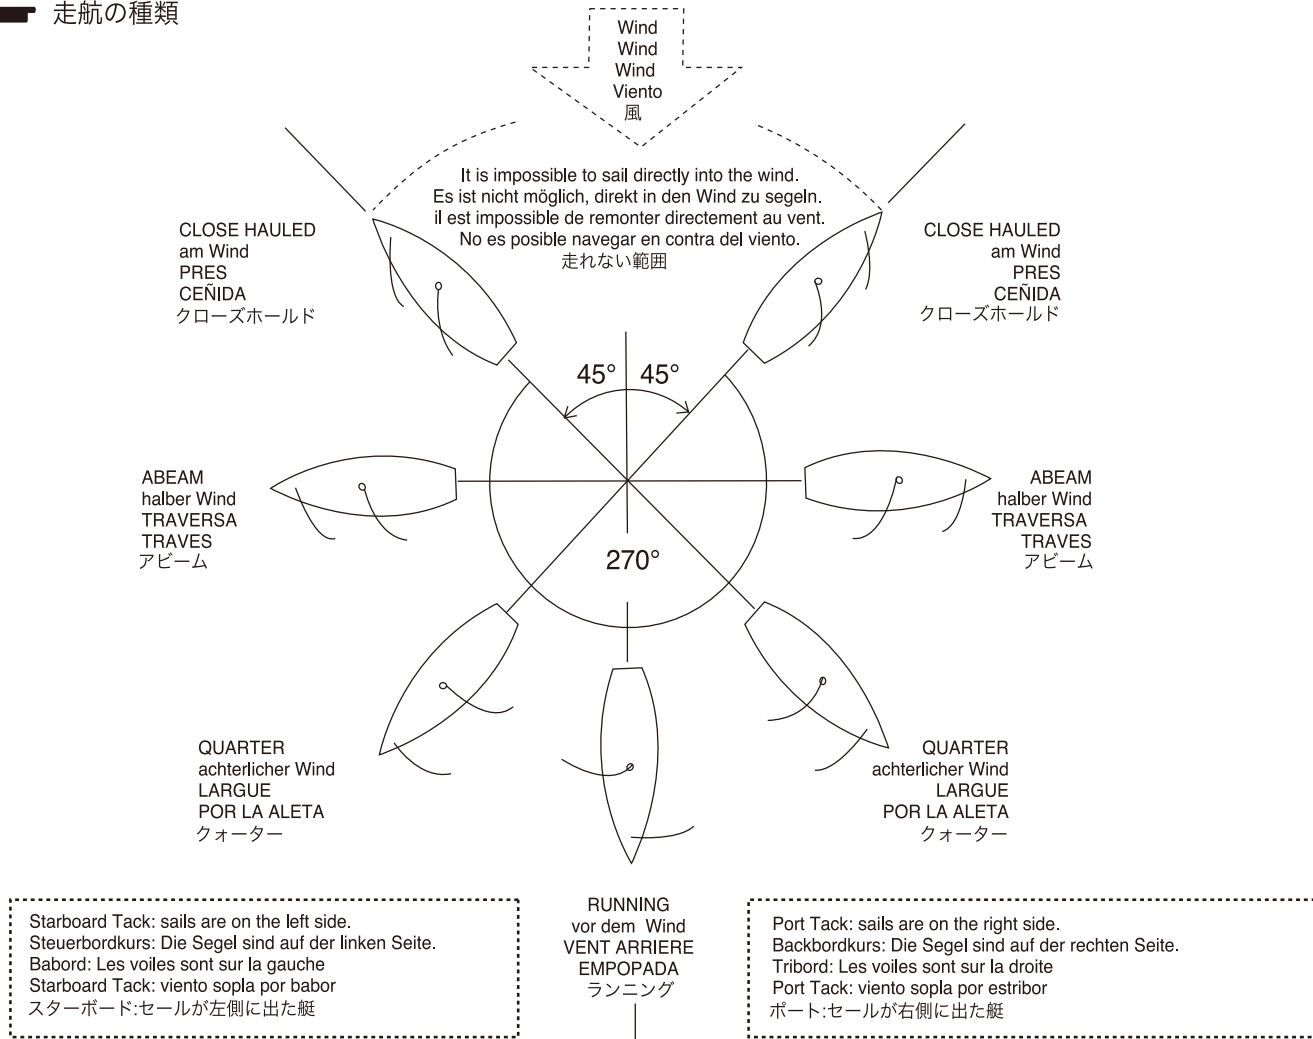 走航の種類
Wind
Wind
Wind
Viento
風
It is impossible to sail directly into the wind.
Es ist nicht möglich, direkt in den Wind zu segeln.
il est impossible de remonter directement au vent.
No es posible navegar en contra del viento.
走れない範囲
CLOSE HAULED
am Wind
PRES
CEÑIDA
クローズホールド
CLOSE HAULED
am Wind
PRES
CEÑIDA
クローズホールド
45° 45°
ABEAM
halber Wind
TRAVERSA
TRAVES
アビーム
ABEAM
halber Wind
TRAVERSA
TRAVES
アビーム
270°
QUARTER
achterlicher Wind
LARGUE
POR LA ALETA
クォーター
QUARTER
achterlicher Wind
LARGUE
POR LA ALETA
クォーター
RUNNING
vor dem Wind
VENT ARRIERE
EMPOPADA
ランニング
Starboard Tack: sails are on the left side.
Steuerbordkurs: Die Segel sind auf der linken Seite.
Babord: Les voiles sont sur la gauche
Starboard Tack: viento sopla por babor
スターボード:セールが左側に出た艇
Port Tack: sails are on the right side.
Backbordkurs: Die Segel sind auf der rechten Seite.
Tribord: Les voiles sont sur la droite
Port Tack: viento sopla por estribor
ポート:セールが右側に出た艇